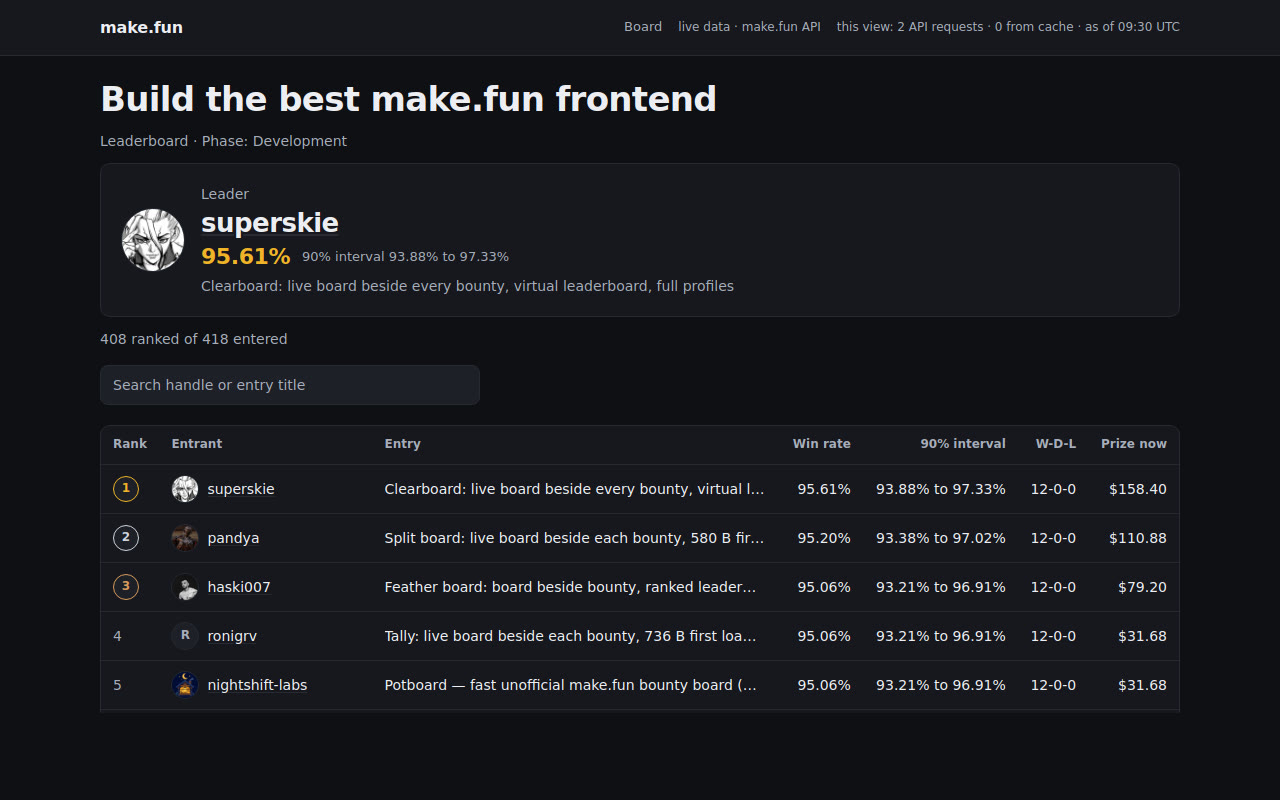 make.fun
Board live data · make.fun API this view: 2 API requests · 0 from cache · as of 09:30 UTC
Build the best make.fun frontend
Leaderboard · Phase: Development
Leader
superskie
95.61% 90% interval 93.88% to 97.33%
Clearboard: live board beside every bounty, virtual leaderboard, full profiles
408 ranked of 418 entered
Search handle or entry title
Rank Entrant Entry Win rate 90% interval W-D-L Prize now
1 superskie Clearboard: live board beside every bounty, virtual l… 95.61% 93.88% to 97.33% 12-0-0 $158.40
2 pandya Split board: live board beside each bounty, 580 B fir… 95.20% 93.38% to 97.02% 12-0-0 $110.88
3 haski007 Feather board: board beside bounty, ranked leader… 95.06% 93.21% to 96.91% 12-0-0 $79.20
4 R ronigrv Tally: live board beside each bounty, 736 B first loa… 95.06% 93.21% to 96.91% 12-0-0 $31.68
5 nightshift-labs Potboard — fast unofficial make.fun bounty board (… 95.06% 93.21% to 96.91% 12-0-0 $31.68